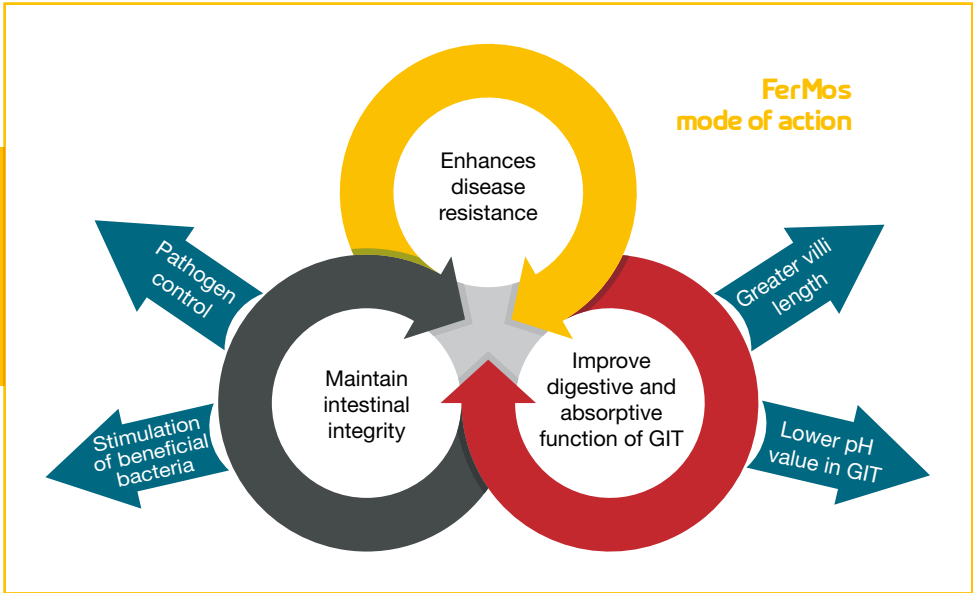 FerMos
mode of action
Enhances
disease
resistance
Pathogen
control
Greater villi
length
Maintain
intestinal
integrity
Improve
digestive and
absorptive
function of GIT
Stimulation
of beneficial
bacteria
Lower pH
value in GIT